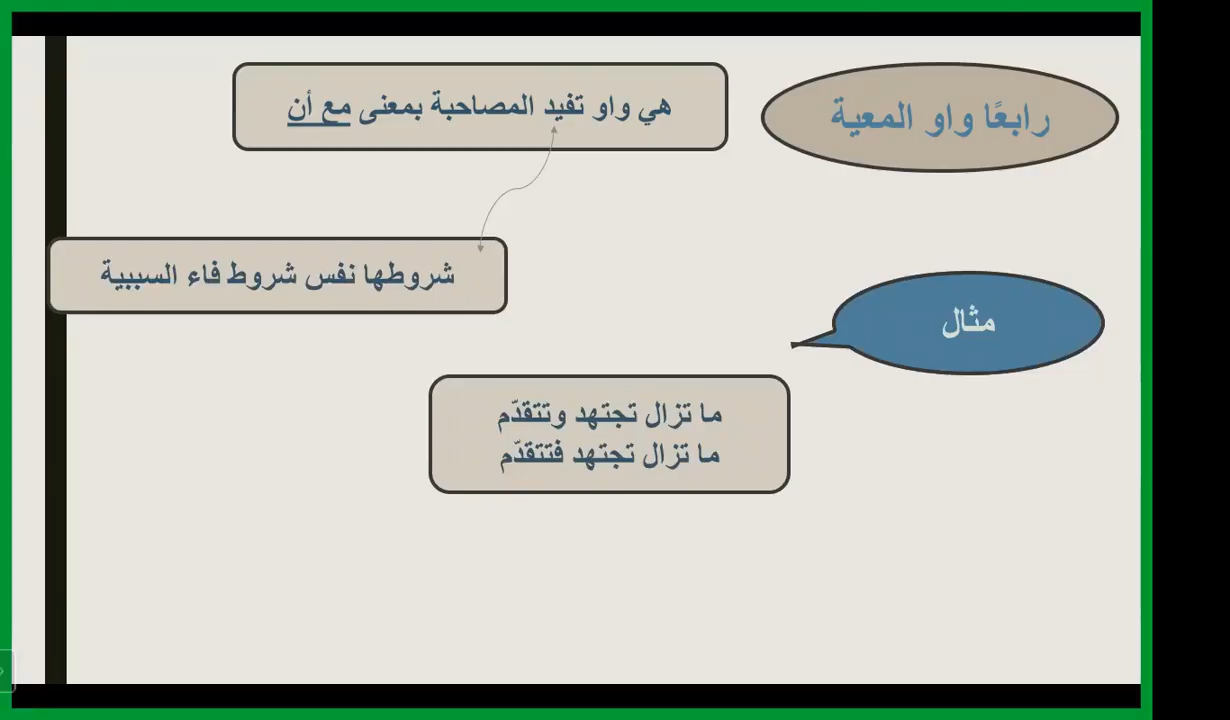 رابعًا واو المعية
هي واو تفيد المصاحبة بمعنى مع أن
شروطها نفس شروط فاء السببية
مثال
ما تزال تجتهد وتتقدّم
ما تزال تجتهد فتتقدّم